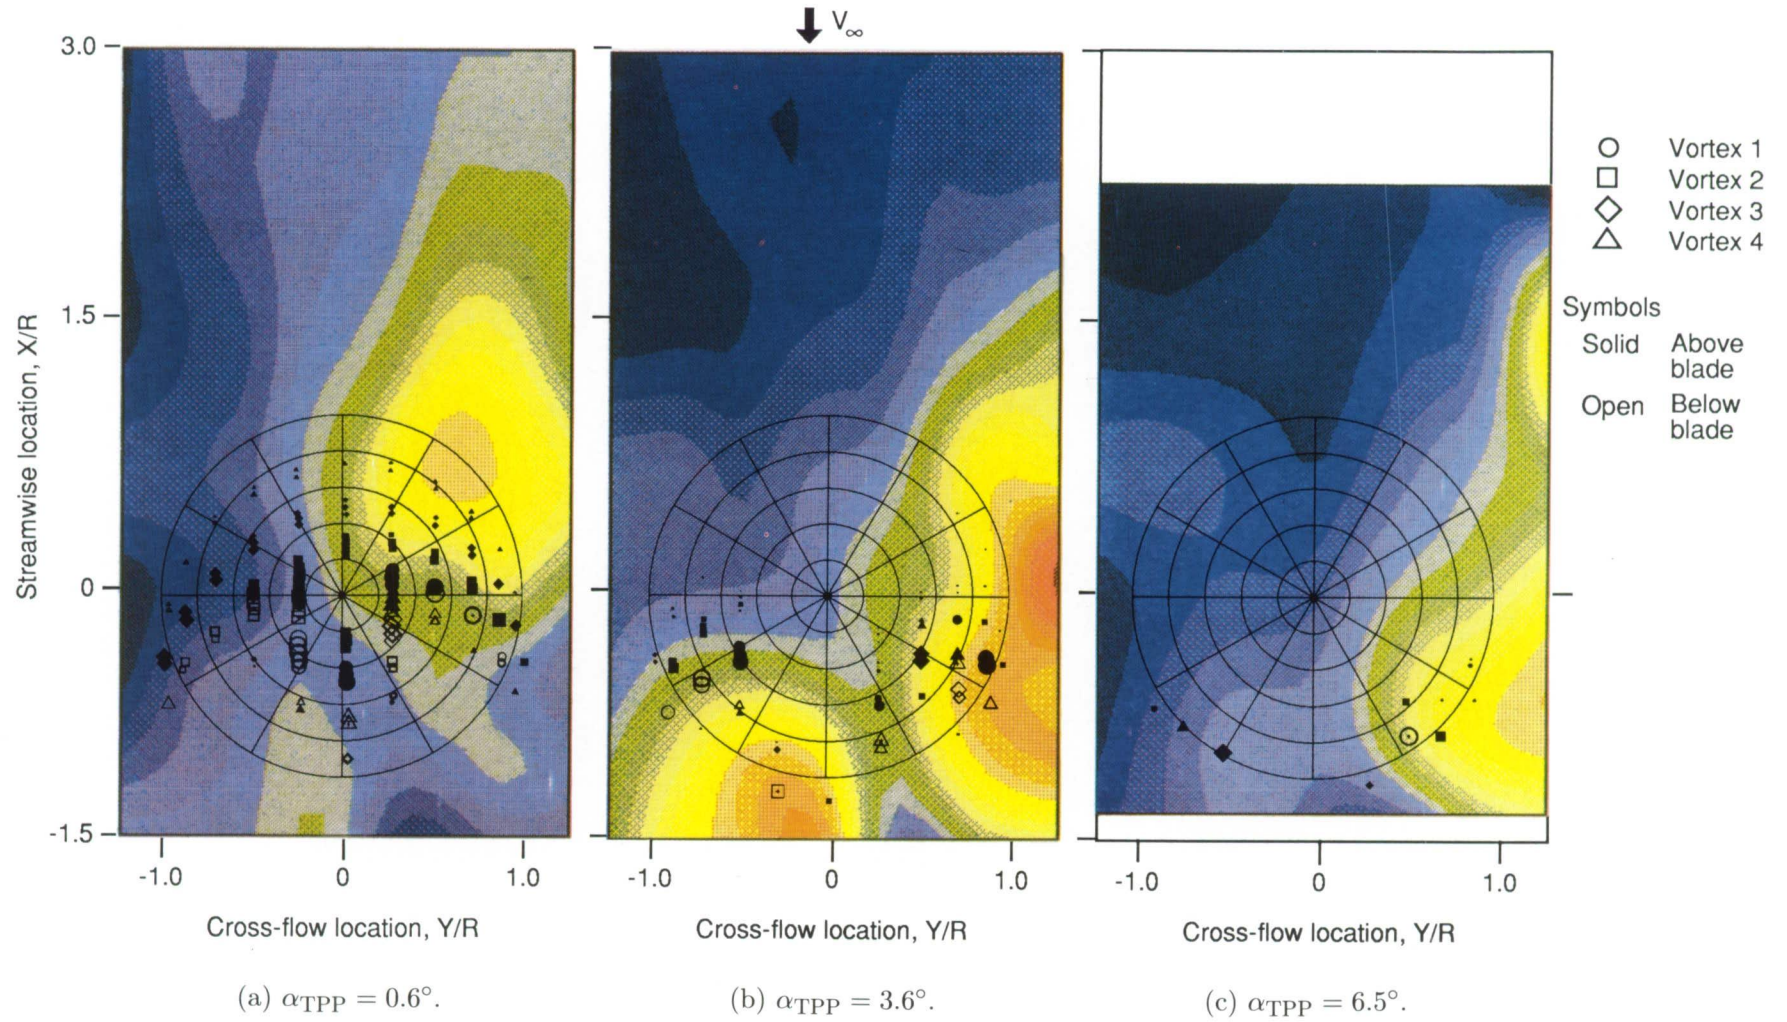 V∞
3.0
1.5
0
-1.5
Streamwise location, X/R
-1.0 0 1.0
-1.0 0 1.0
-1.0 0 1.0
Cross-flow location, Y/R
Cross-flow location, Y/R
Cross-flow location, Y/R
(a) αTPP = 0.6°.
(b) αTPP = 3.6°.
(c) αTPP = 6.5°.
Vortex 1
Vortex 2
Vortex 3
Vortex 4
Symbols
Solid Above
blade
Open Below
blade